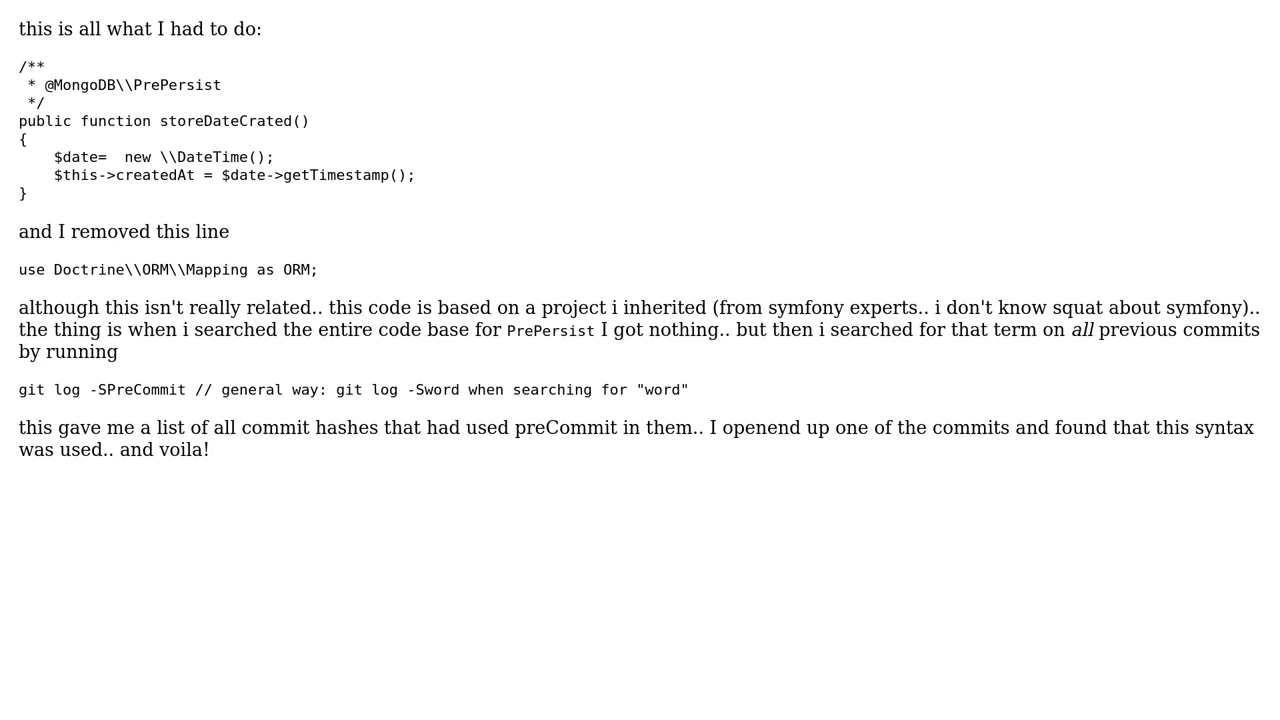 this is all what I had to do:
/**
 * @MongoDB\\PrePersist
 */
public function storeDateCrated()
{
    $date=  new \\DateTime();
    $this->createdAt = $date->getTimestamp();
}
and I removed this line
use Doctrine\\ORM\\Mapping as ORM;
although this isn't really related.. this code is based on a project i inherited (from symfony experts.. i don't know squat about symfony)..
the thing is when i searched the entire code base for PrePersist I got nothing.. but then i searched for that term on all previous commits
by running
git log -SPreCommit // general way: git log -Sword when searching for "word"
this gave me a list of all commit hashes that had used preCommit in them.. I openend up one of the commits and found that this syntax
was used.. and voila!